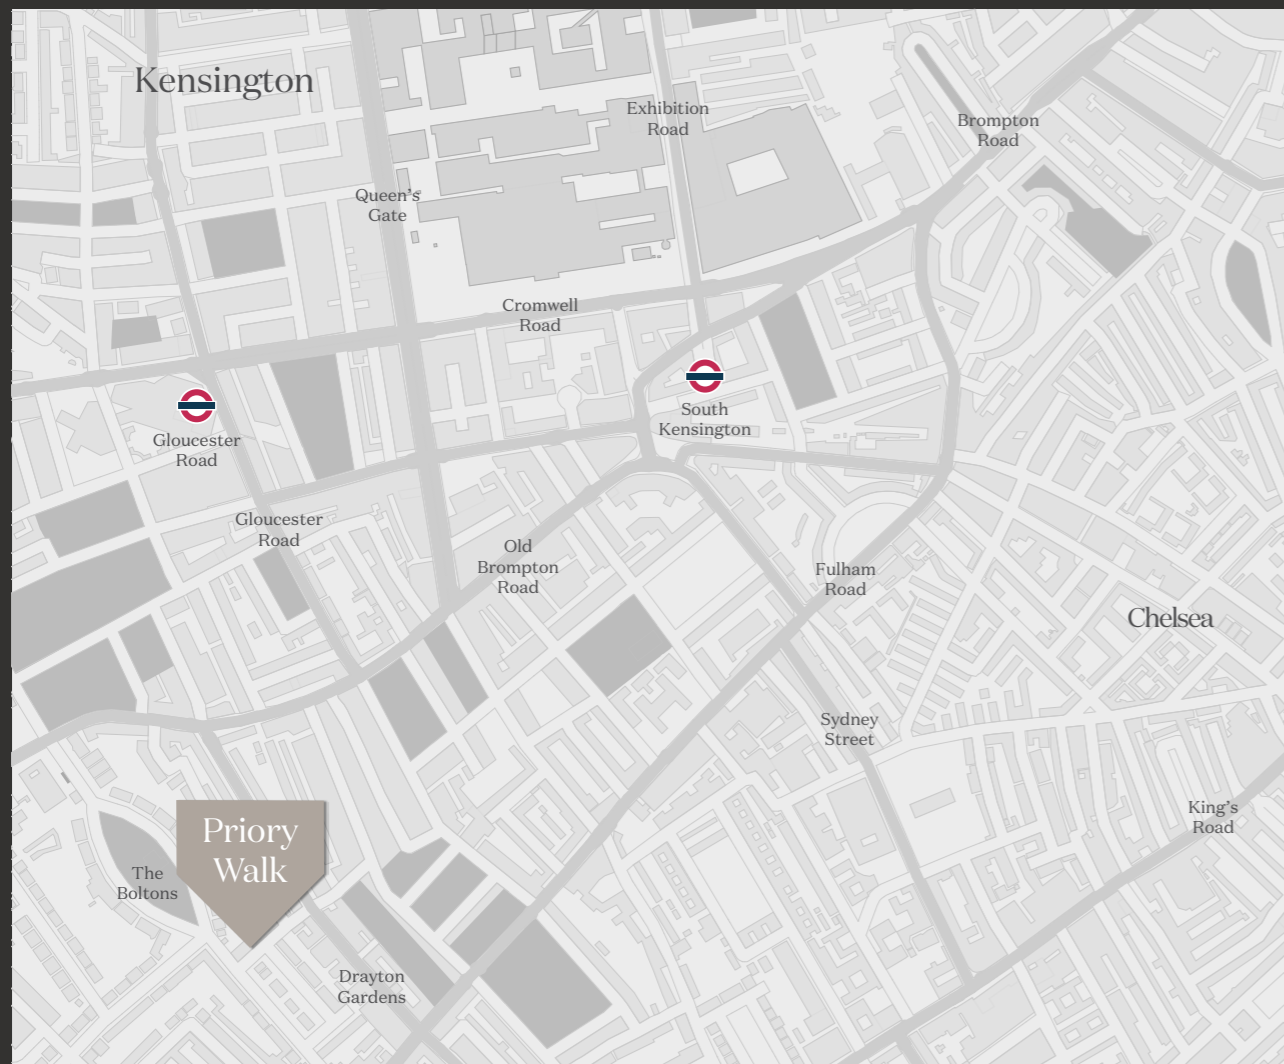 Kensington
Exhibition
Road
Brompton
Road
Queen's
Gate
Cromwell
Road
South
Kensington
Gloucester
Road
Gloucester
Road
Old
Brompton
Road
Fulham
Road
Chelsea
Sydney
Street
King's
Road
Priory
Walk
The
Boltons
Drayton
Gardens